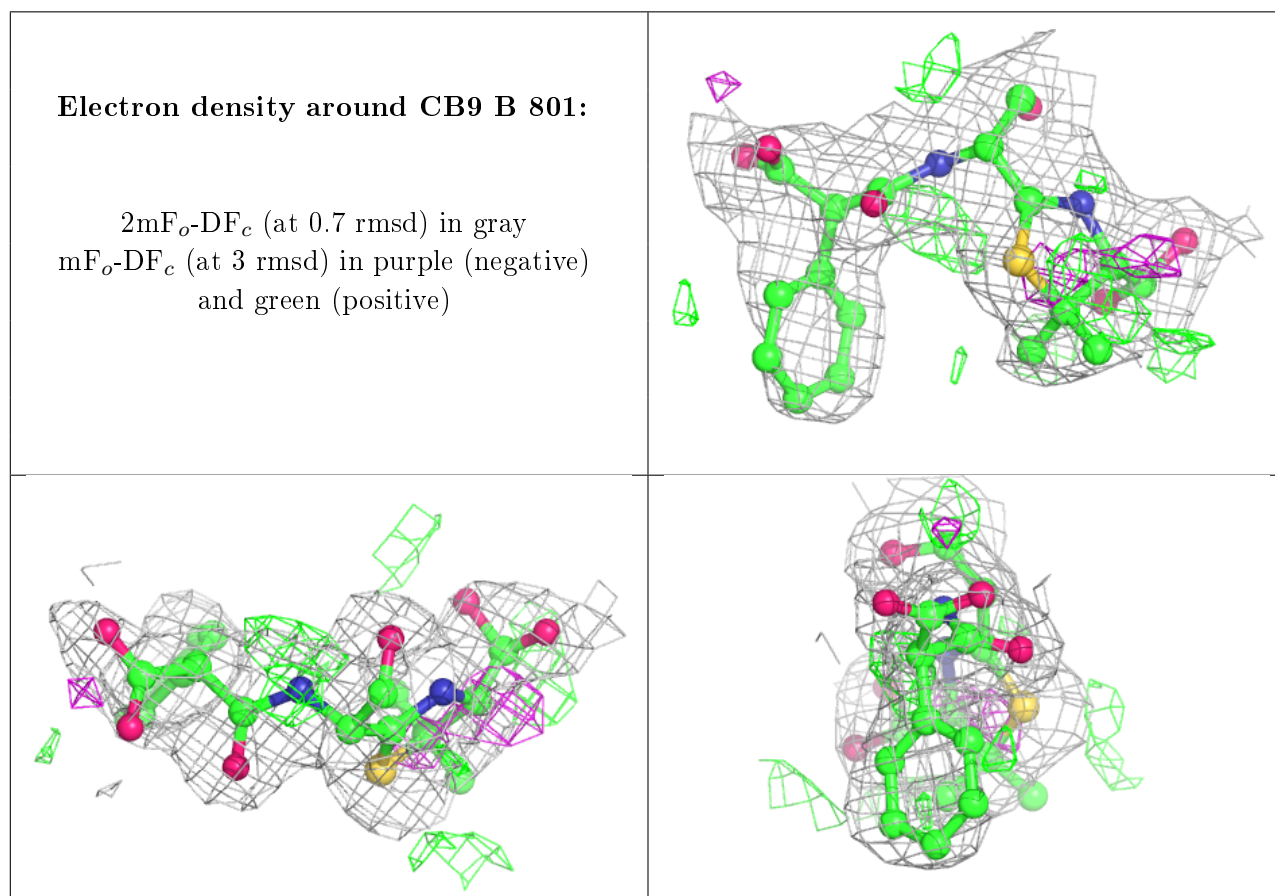 Electron density around CB9 B 801:
2mFo-DFc (at 0.7 rmsd) in gray
mFo-DFc (at 3 rmsd) in purple (negative)
and green (positive)